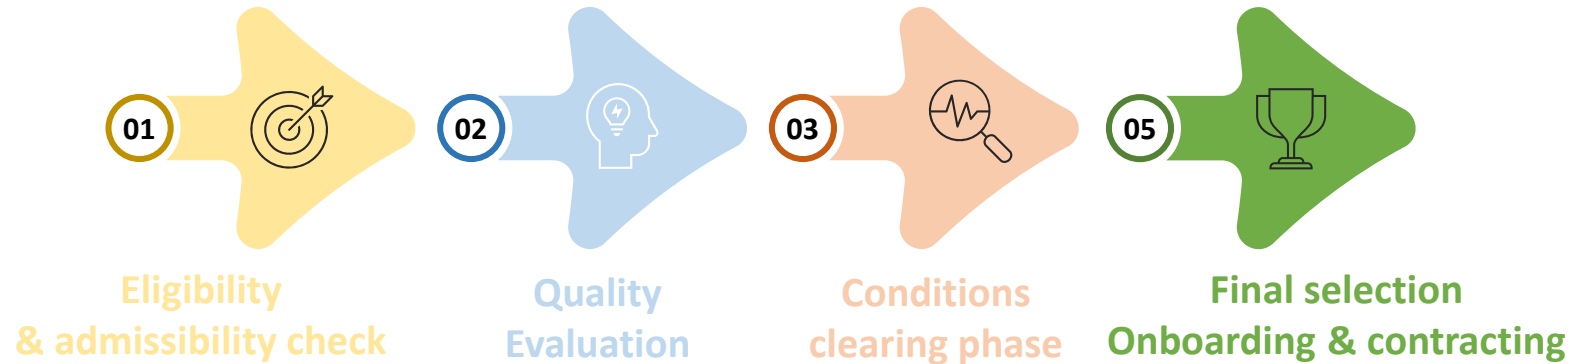 01
02
03
05
Eligibility
& admissibility check
Quality
Evaluation
Conditions
clearing phase
Final selection
Onboarding & contracting